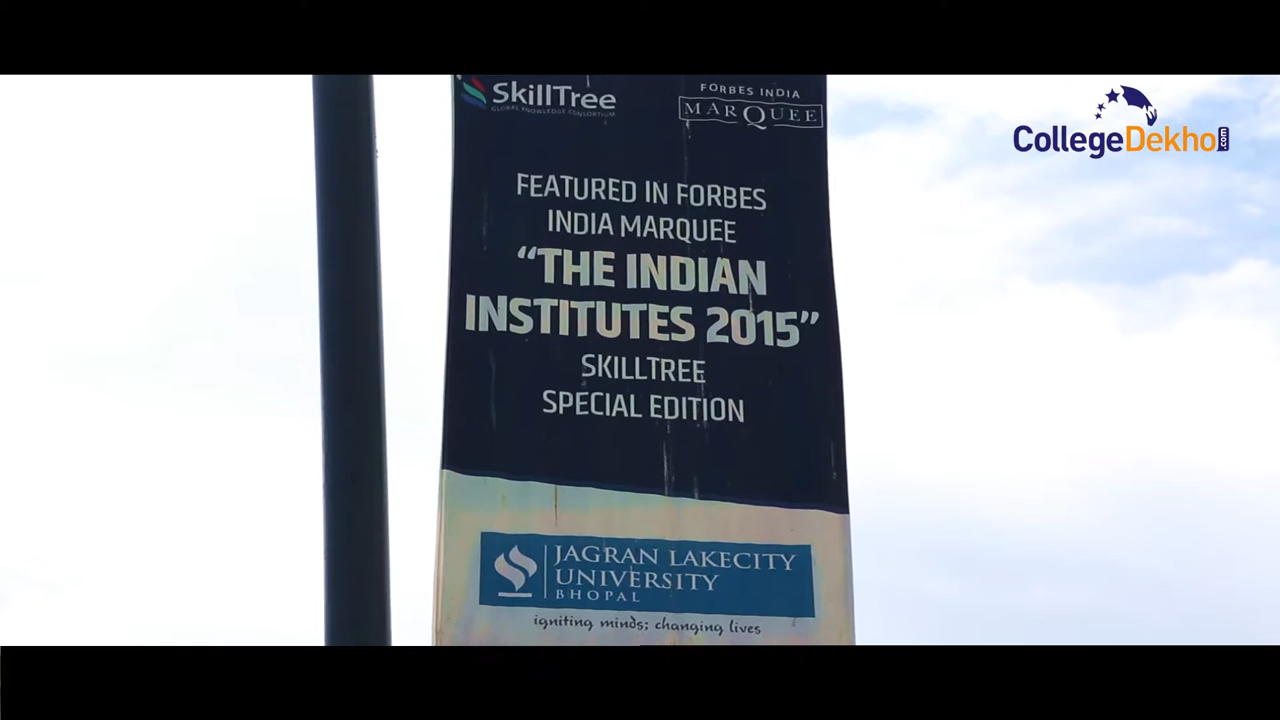 SkillTree
GLOBAL KNOWLEDGE CONSORTIUM
FORBES INDIA
MARQUEE
CollegeDekho.com
FEATURED IN FORBES
INDIA MARQUEE
“THE INDIAN
INSTITUTES 2015”
SKILLTREE
SPECIAL EDITION
JAGRAN LAKECITY
UNIVERSITY
BHOPAL
igniting minds; changing lives